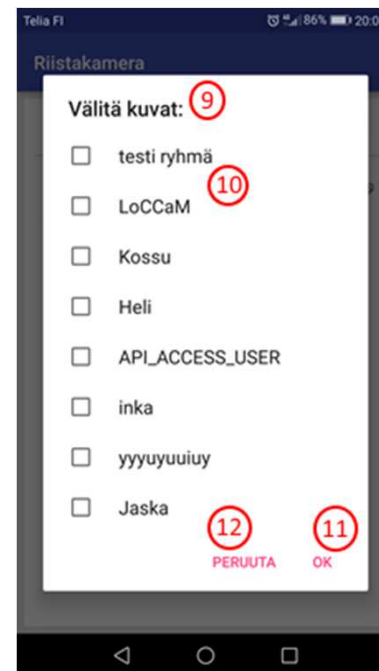 Telia FI 86% 20:0
Riistakamera
Välitä kuvat: 9
testi ryhmä
10
LoCCaM
Kossu
Heli
API_ACCESS_USER
inka
yyyuyuuiuy
Jaska
12 11
PERUUTA OK